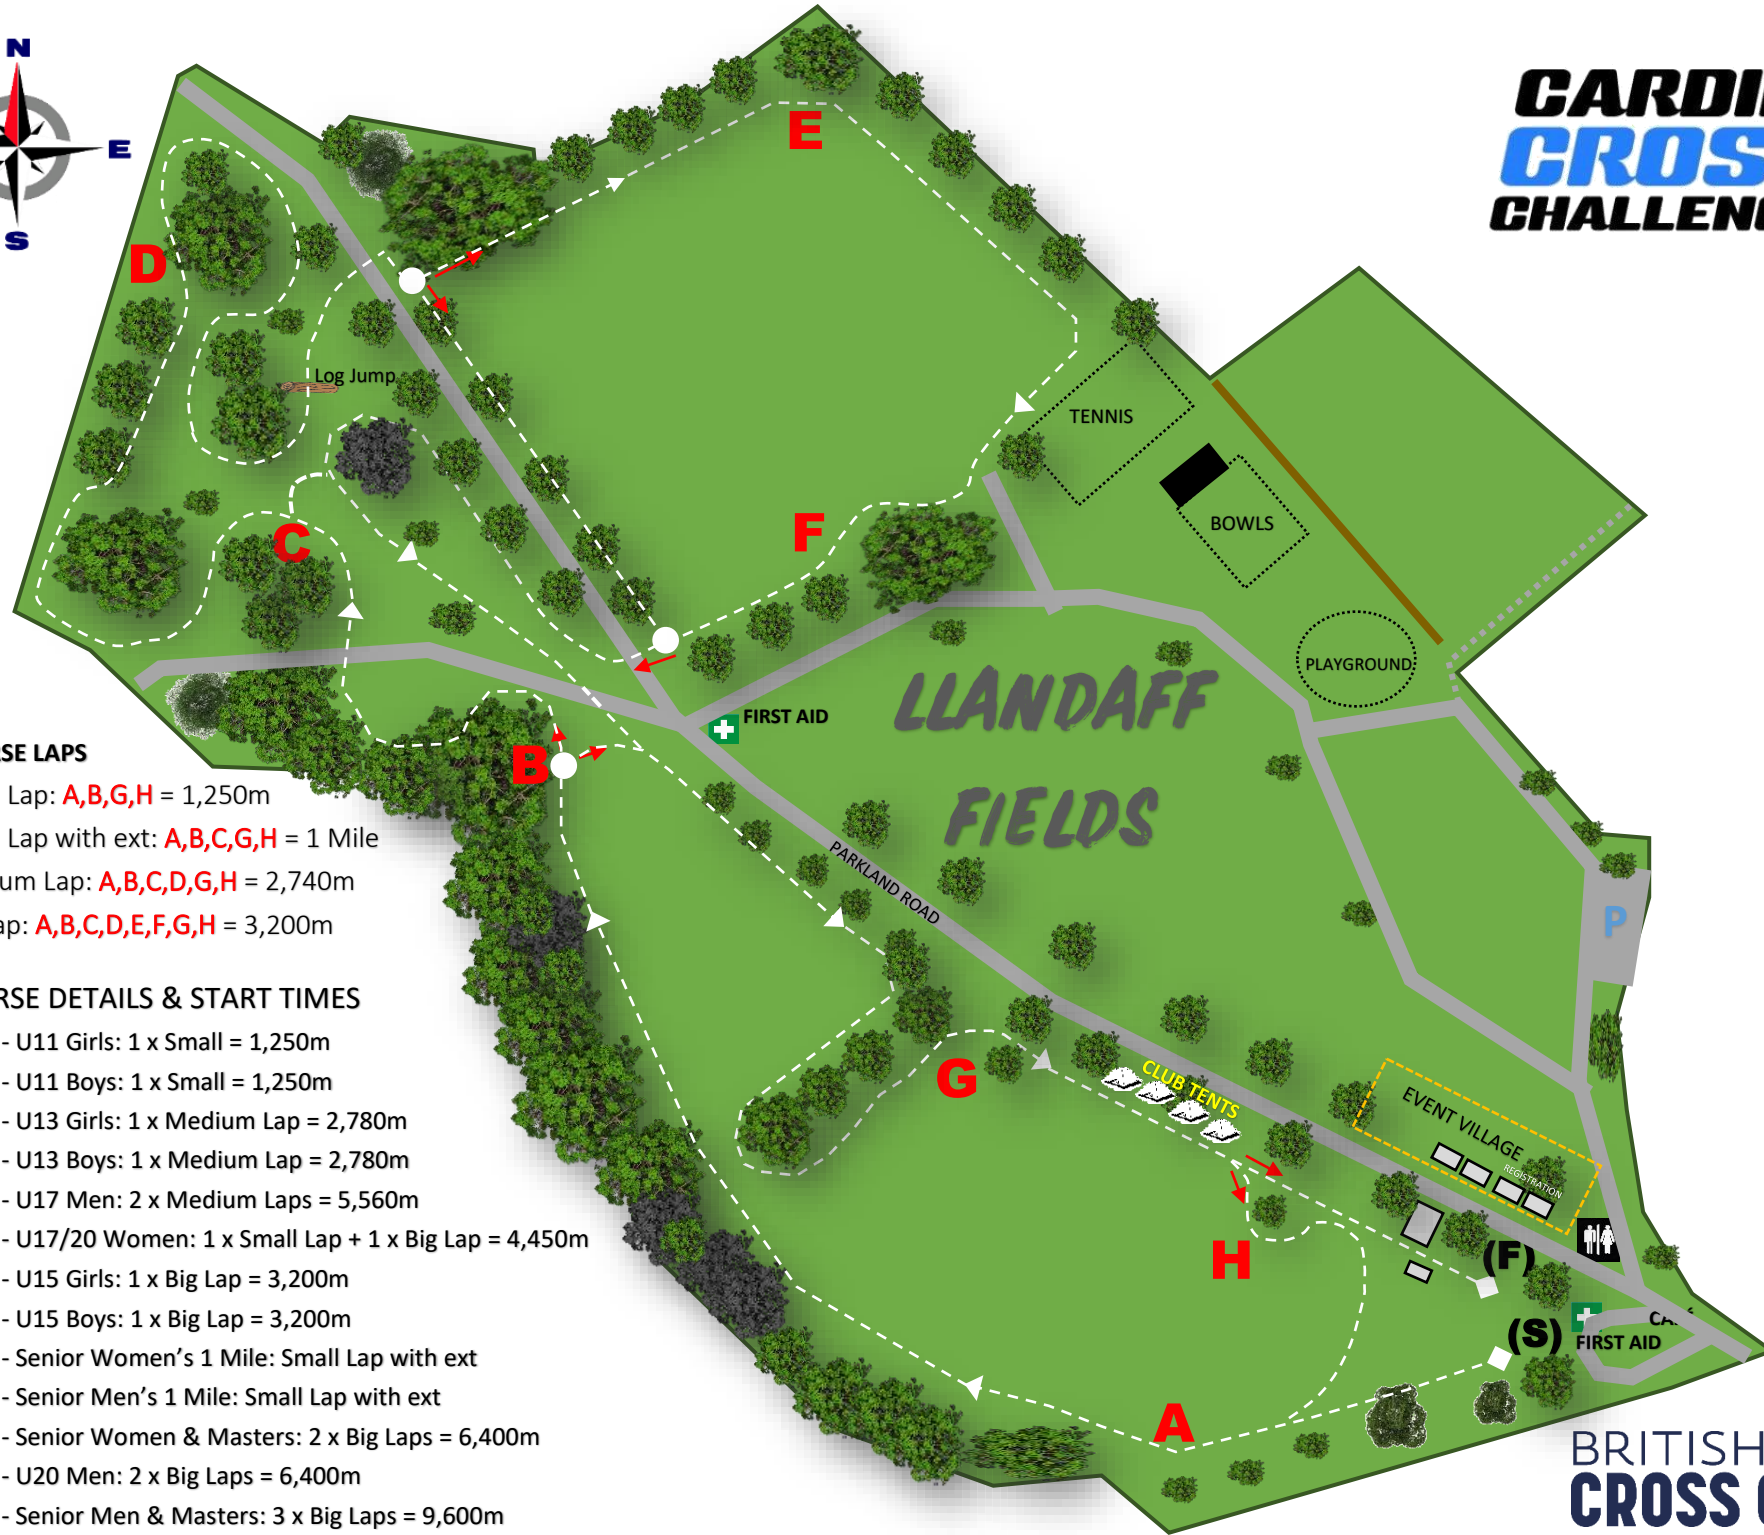 N
E
S
CARDI
CROS
CHALLEN
E
D
Log Jump
TENNIS
BOWLS
C
F
PLAYGROUND
LLANDAFF
FIELDS
FIRST AID
B
PARKLAND ROAD
P
RSE LAPS
Lap: A,B,G,H = 1,250m
Lap with ext: A,B,C,G,H = 1 Mile
um Lap: A,B,C,D,G,H = 2,740m
ap: A,B,C,D,E,F,G,H = 3,200m
RSE DETAILS & START TIMES
- U11 Girls: 1 x Small = 1,250m
- U11 Boys: 1 x Small = 1,250m
- U13 Girls: 1 x Medium Lap = 2,780m
- U13 Boys: 1 x Medium Lap = 2,780m
- U17 Men: 2 x Medium Laps = 5,560m
- U17/20 Women: 1 x Small Lap + 1 x Big Lap = 4,450m
- U15 Girls: 1 x Big Lap = 3,200m
- U15 Boys: 1 x Big Lap = 3,200m
- Senior Women's 1 Mile: Small Lap with ext
- Senior Men's 1 Mile: Small Lap with ext
- Senior Women & Masters: 2 x Big Laps = 6,400m
- U20 Men: 2 x Big Laps = 6,400m
- Senior Men & Masters: 3 x Big Laps = 9,600m
G
CLUB TENTS
EVENT VILLAGE
REGISTRATION
H
(F)
(S)
FIRST AID
A
BRITISH
CROSS